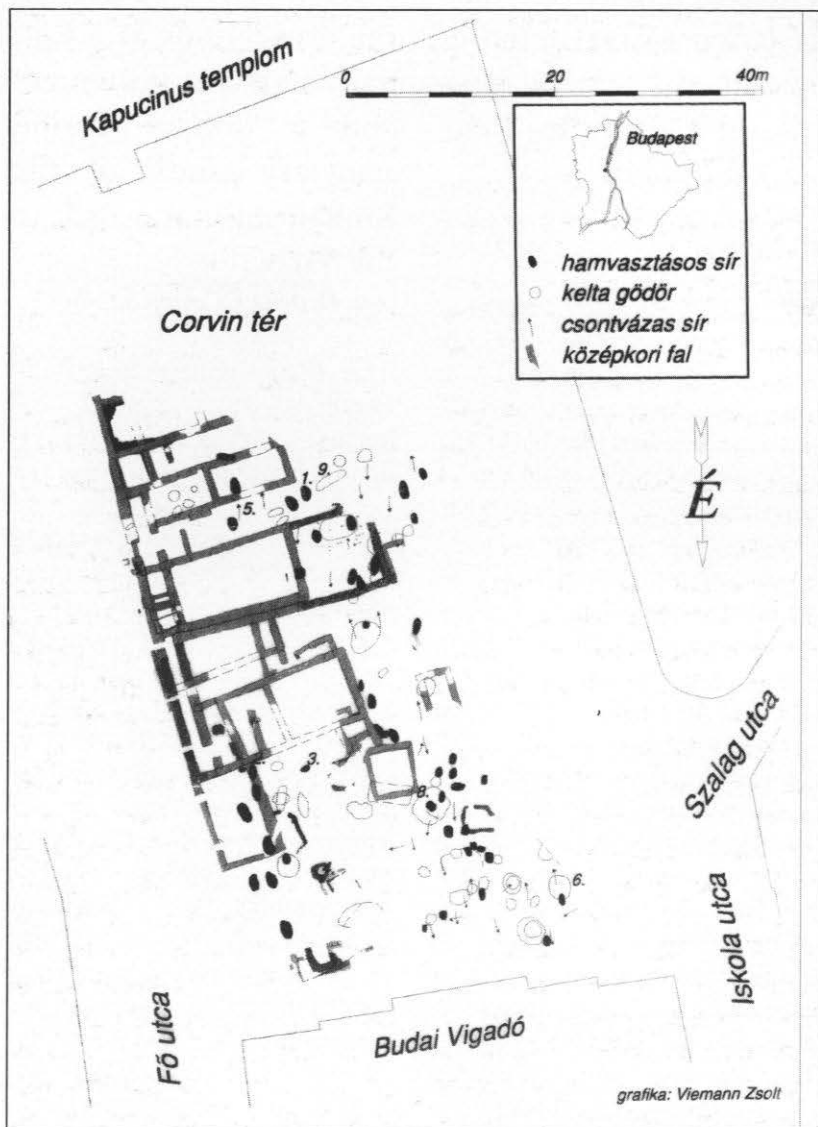 Kapucinus templom
0 20 40m
Budapest
hamvasztásos sír
kelta gödör
csontvázas sír
középkori fal
Corvin tér
É
9.
1.
5.
3.
8.
6.
Szalag utca
Iskola utca
Fő utca
Budai Vigadó
grafika: Viemann Zsolt